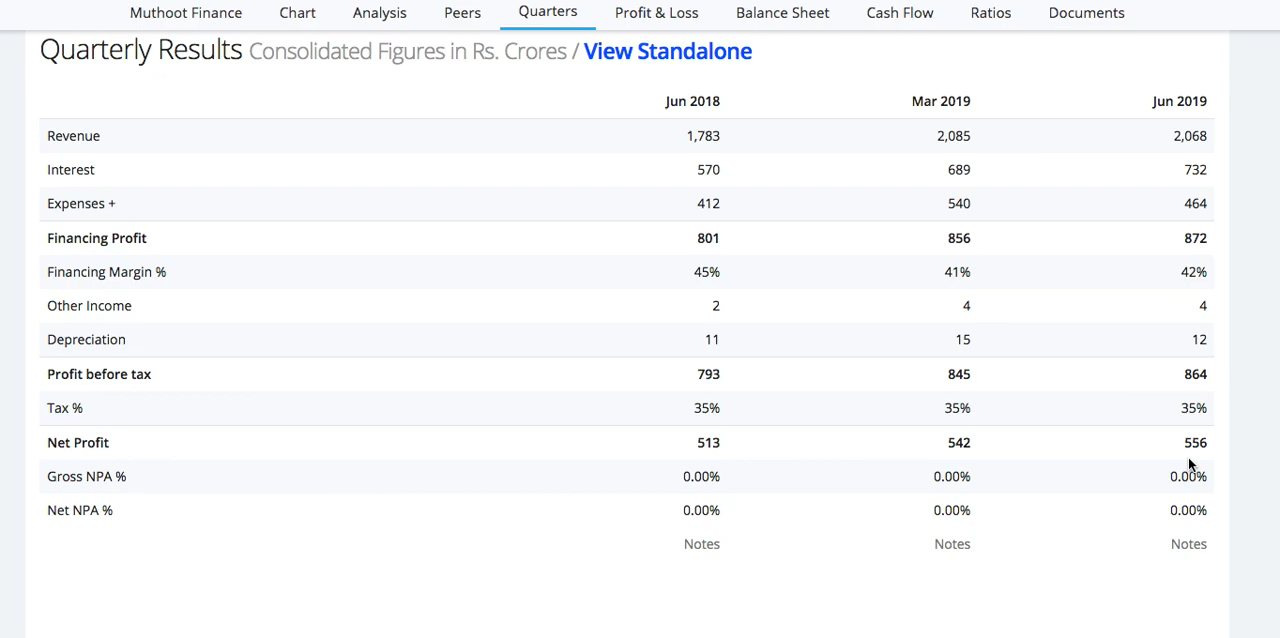 Muthoot Finance Chart Analysis Peers Quarters Profit & Loss Balance Sheet Cash Flow Ratios Documents
Quarterly Results Consolidated Figures in Rs. Crores / View Standalone
Jun 2018 Mar 2019 Jun 2019
Revenue 1,783 2,085 2,068
Interest 570 689 732
Expenses + 412 540 464
Financing Profit 801 856 872
Financing Margin % 45% 41% 42%
Other Income 2 4 4
Depreciation 11 15 12
Profit before tax 793 845 864
Tax % 35% 35% 35%
Net Profit 513 542 556
Gross NPA % 0.00% 0.00% 0.00%
Net NPA % 0.00% 0.00% 0.00%
Notes Notes Notes